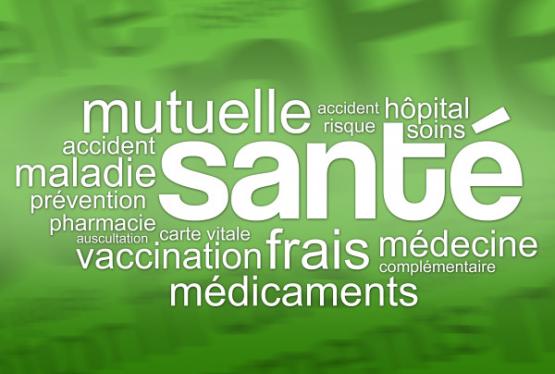 mutuelle
accident
hôpital
risque
soins
accident
santé
maladie
prévention
pharmacie
auscultation
carte vitale
vaccination
frais
médecine
complémentaire
médicaments